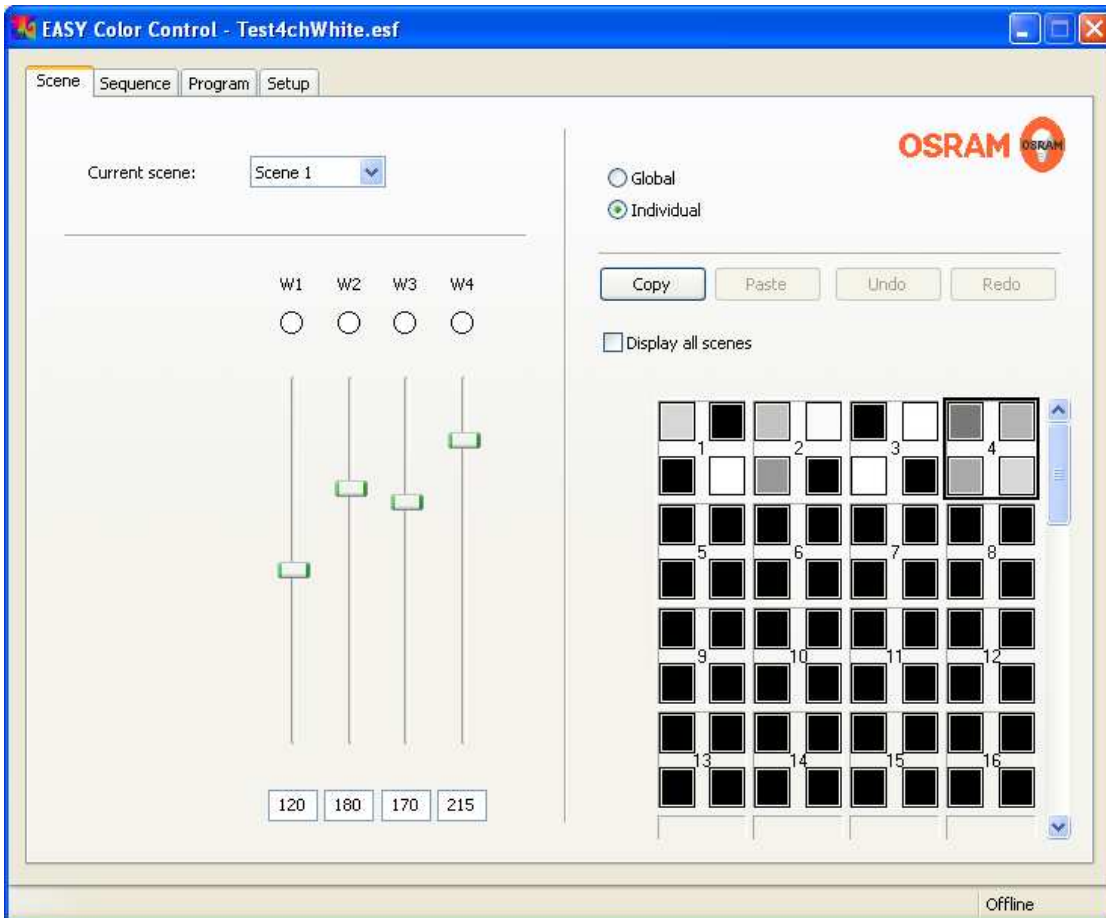 EASY Color Control - Test4chWhite.esf
Scene Sequence Program Setup
OSRAM OSRAM
Current scene: Scene 1
Global
Individual
W1 W2 W3 W4
Copy Paste Undo Redo
Display all scenes
1 2 3 4
5 6 7 8
9 10 11 12
13 14 15 16
120 180 170 215
Offline